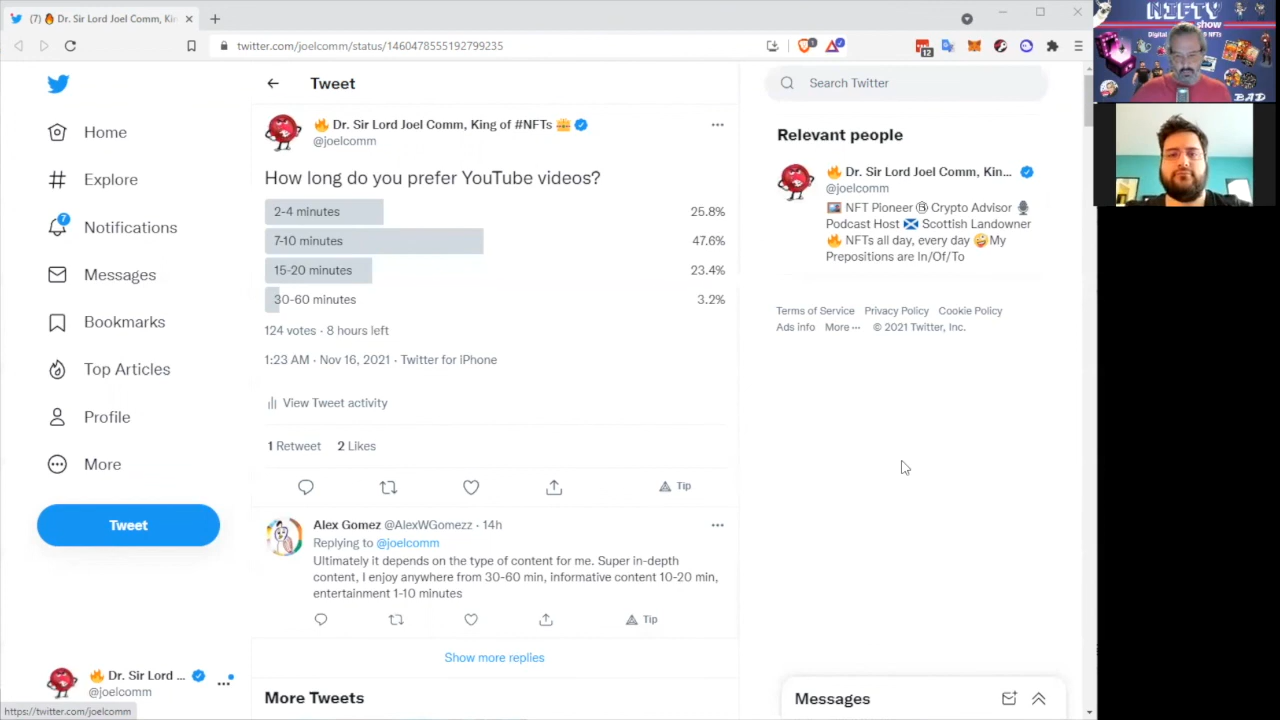 (7) 🔥 Dr. Sir Lord Joel Comm, Kin
twitter.com/joelcomm/status/1460478555192799235
12
Home
Explore
7
Notifications
Messages
Bookmarks
Top Articles
Profile
More
Tweet
🔥 Dr. Sir Lord ...
@joelcomm
https://twitter.com/joelcomm
Tweet
🔥 Dr. Sir Lord Joel Comm, King of #NFTs
@joelcomm
How long do you prefer YouTube videos?
2-4 minutes 25.8%
7-10 minutes 47.6%
15-20 minutes 23.4%
30-60 minutes 3.2%
124 votes · 8 hours left
1:23 AM · Nov 16, 2021 · Twitter for iPhone
View Tweet activity
1 Retweet 2 Likes
Tip
Alex Gomez @AlexWGomezz · 14h
Replying to @joelcomm
Ultimately it depends on the type of content for me. Super in-depth
content, I enjoy anywhere from 30-60 min, informative content 10-20 min,
entertainment 1-10 minutes
Tip
Show more replies
More Tweets
Search Twitter
Relevant people
🔥 Dr. Sir Lord Joel Comm, Kin...
@joelcomm
🖼 NFT Pioneer ₿ Crypto Advisor 🎙
Podcast Host 🏴󠁧󠁢󠁳󠁣󠁴󠁿 Scottish Landowner
🔥 NFTs all day, every day 🤪 My
Prepositions are In/Of/To
Terms of Service Privacy Policy Cookie Policy
Ads info More ··· © 2021 Twitter, Inc.
Messages
NIFTY
show
Digital
NFTs
BAD